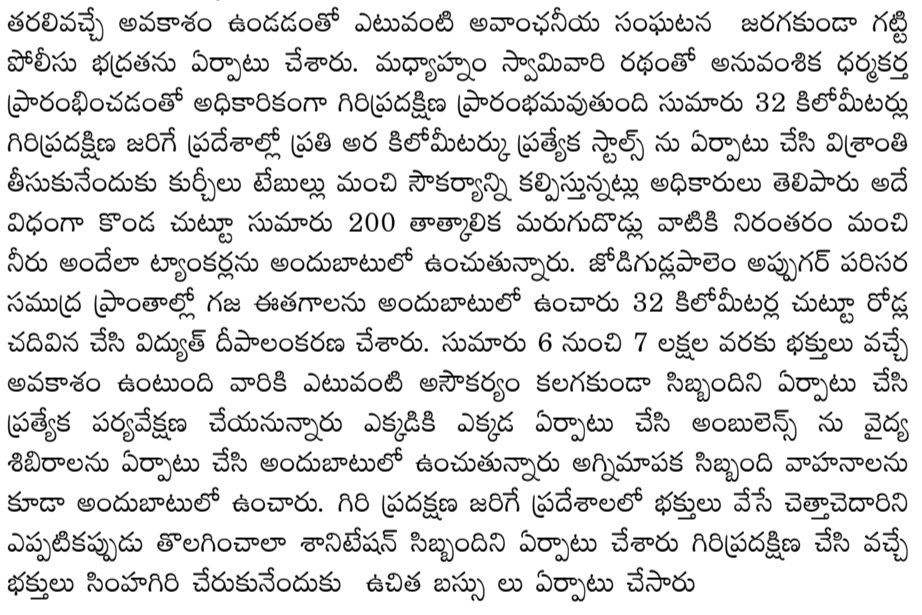 తరలివచ్చే అవకాశం ఉండడంతో ఎటువంటి అవాంఛనీయ సంఘటన జరగకుండా గట్టి
పోలీసు భద్రతను ఏర్పాటు చేశారు. మధ్యాహ్నం స్వామివారి రథంతో అనువంశిక ధర్మకర్త
ప్రారంభించడంతో అధికారికంగా గిరిప్రదక్షిణ ప్రారంభమవుతుంది సుమారు 32 కిలోమీటర్లు
గిరిప్రదక్షిణ జరిగే ప్రదేశాల్లో ప్రతి అర కిలోమీటర్కు ప్రత్యేక స్టాల్స్ ను ఏర్పాటు చేసి విశ్రాంతి
తీసుకునేందుకు కుర్చీలు టేబుల్లు మంచి సౌకర్యాన్ని కల్పిస్తున్నట్లు అధికారులు తెలిపారు అదే
విధంగా కొండ చుట్టూ సుమారు 200 తాత్కాలిక మరుగుదొడ్లు వాటికి నిరంతరం మంచి
నీరు అందేలా ట్యాంకర్లను అందుబాటులో ఉంచుతున్నారు. జోడిగుడ్లపాలెం అప్పుగర్ పరిసర
సముద్ర ప్రాంతాల్లో గజ ఈతగాలను అందుబాటులో ఉంచారు 32 కిలోమీటర్ల చుట్టూ రోడ్ల
చదివిన చేసి విద్యుత్ దీపాలంకరణ చేశారు. సుమారు 6 నుంచి 7 లక్షల వరకు భక్తులు వచ్చే
అవకాశం ఉంటుంది వారికి ఎటువంటి అసౌకర్యం కలగకుండా సిబ్బందిని ఏర్పాటు చేసి
ప్రత్యేక పర్యవేక్షణ చేయనున్నారు ఎక్కడికి ఎక్కడ ఏర్పాటు చేసి అంబులెన్స్ ను వైద్య
శిబిరాలను ఏర్పాటు చేసి అందుబాటులో ఉంచుతున్నారు అగ్నిమాపక సిబ్బంది వాహనాలను
కూడా అందుబాటులో ఉంచారు. గిరి ప్రదక్షణ జరిగే ప్రదేశాలలో భక్తులు వేసే చెత్తాచెదారిని
ఎప్పటికప్పుడు తొలగించాలా శానిటేషన్ సిబ్బందిని ఏర్పాటు చేశారు గిరిప్రదక్షిణ చేసి వచ్చే
భక్తులు సింహగిరి చేరుకునేందుకు ఉచిత బస్సు లు ఏర్పాటు చేసారు